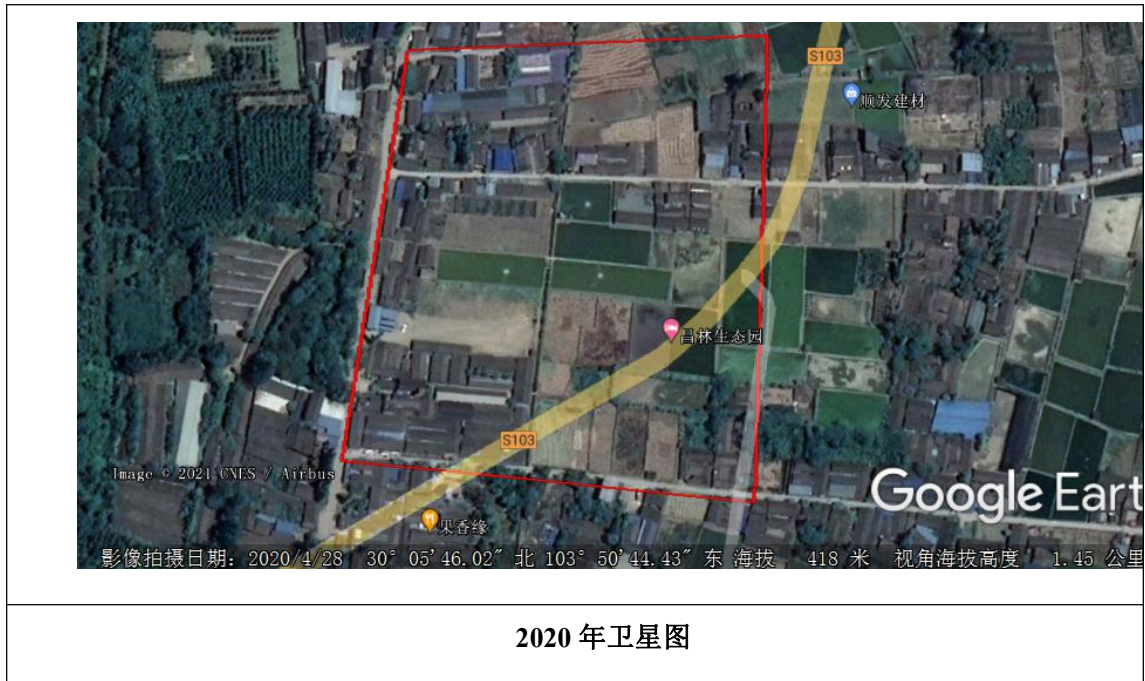 S103
顺发建材
昌林生态园
S103
Image © 2021 CNES / Airbus
Google Eart
果香缘
影像拍摄日期: 2020/4/28 30° 05′46.02″ 北 103° 50′44.43″ 东 海拔 418 米 视角海拔高度 1.45 公里
2020 年卫星图